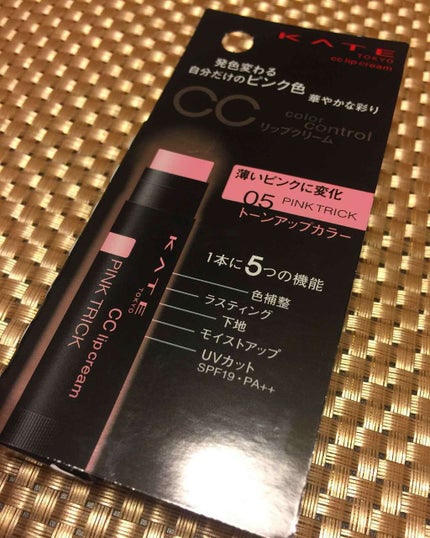 KATE
TOKYO
cc lip cream
発色変わる
自分だけのピンク色 華やかな彩り
CC
color
control
リップクリーム
薄いピンクに変化
05 PINK TRICK
トーンアップカラー
1本に5つの機能
色補整
ラスティング
下地
モイストアップ
UVカット
SPF19・PA++
KATE
TOKYO
CC lip cream
PINK TRICK